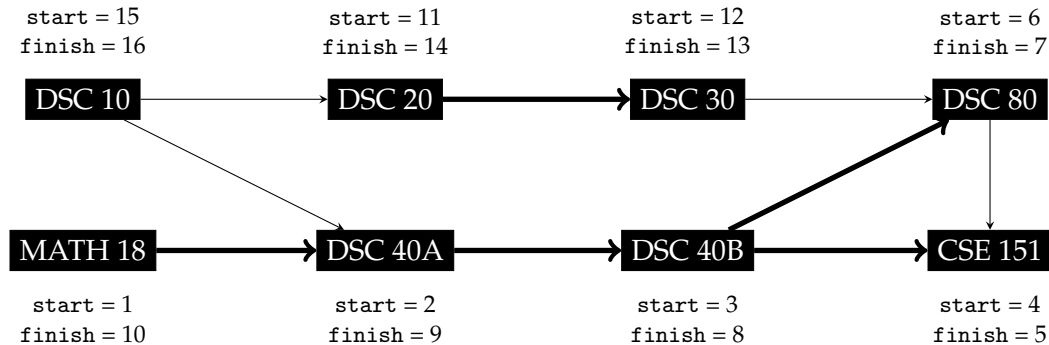 start = 15
finish = 16
start = 11
finish = 14
start = 12
finish = 13
start = 6
finish = 7
DSC 10
DSC 20
DSC 30
DSC 80
MATH 18
DSC 40A
DSC 40B
CSE 151
start = 1
finish = 10
start = 2
finish = 9
start = 3
finish = 8
start = 4
finish = 5